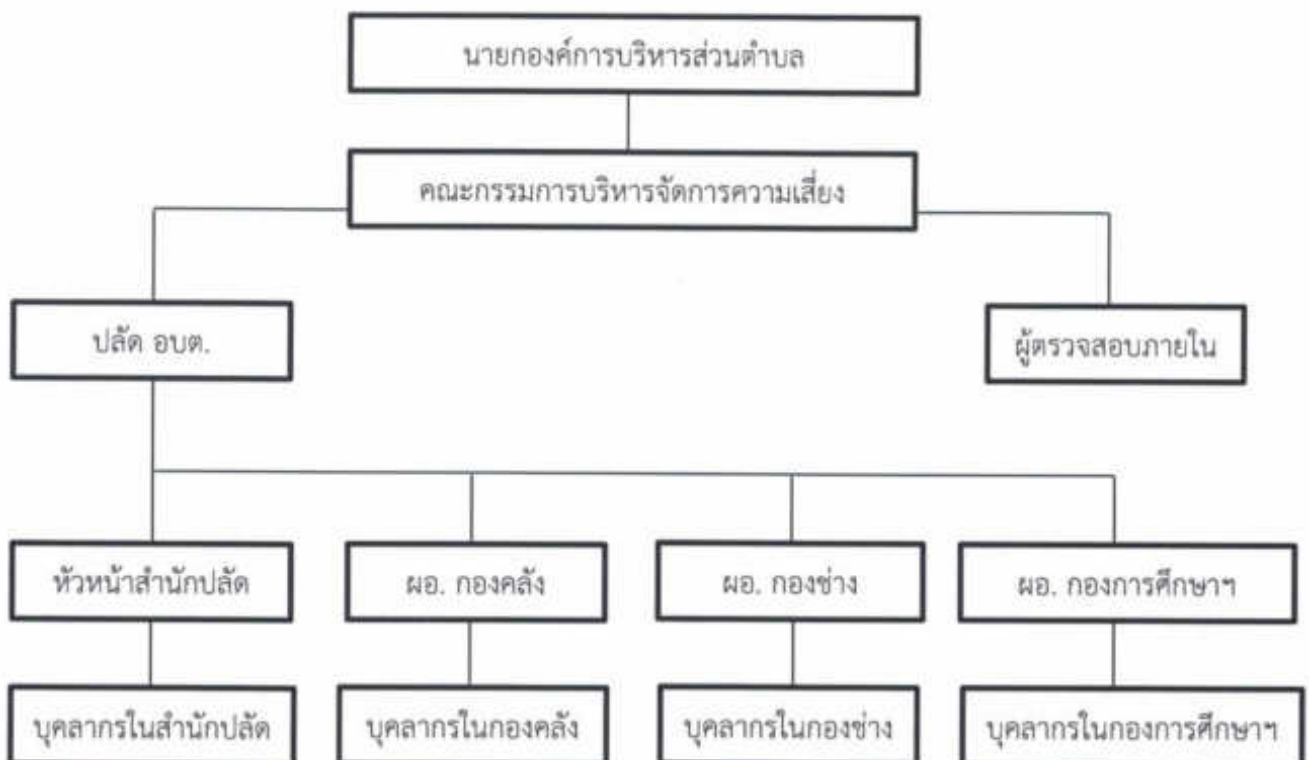 นายกองค์การบริหารส่วนตำบล
คณะกรรมการบริหารจัดการความเสี่ยง
ปลัด อบต.
ผู้ตรวจสอบภายใน
หัวหน้าสำนักปลัด
ผอ. กองคลัง
ผอ. กองช่าง
ผอ. กองการศึกษาฯ
บุคลากรในสำนักปลัด
บุคลากรในกองคลัง
บุคลากรในกองช่าง
บุคลากรในกองการศึกษาฯ